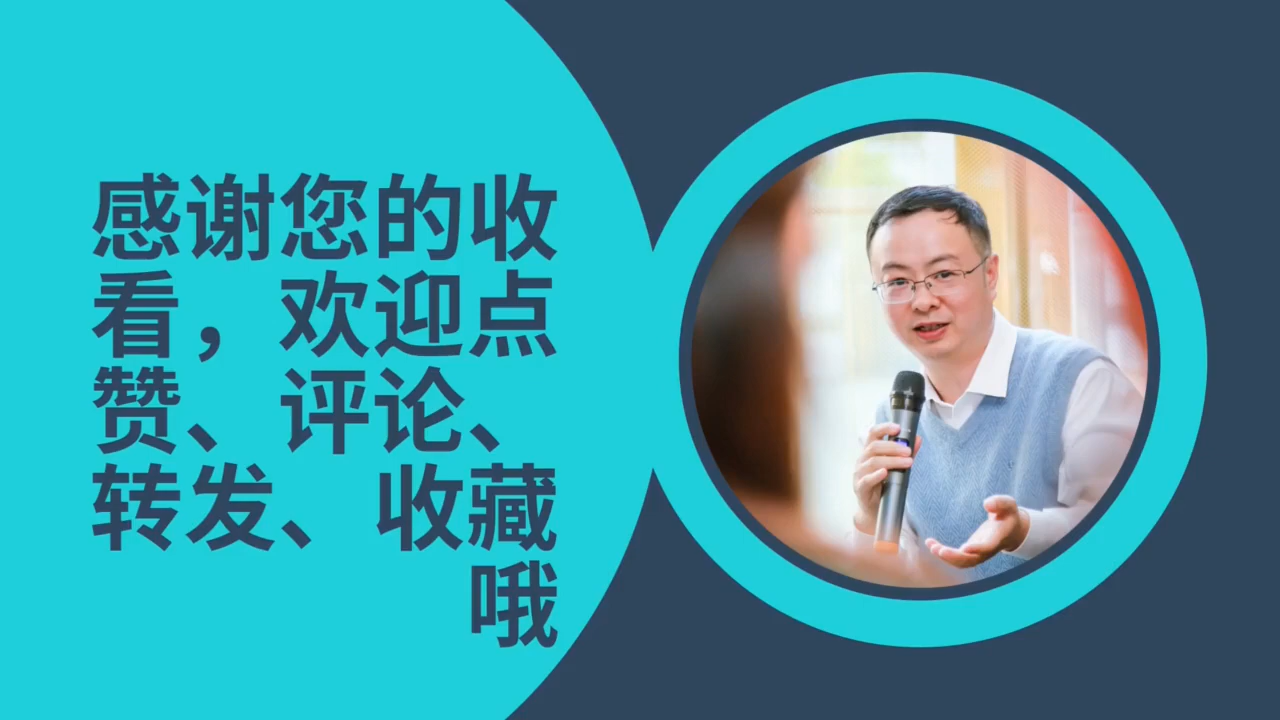 感谢您的收
看，欢迎点
赞、评论、
转发、收藏
哦